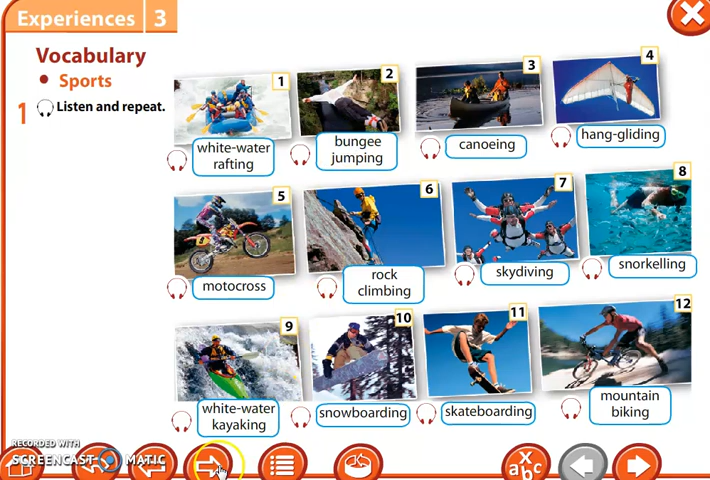 Experiences 3
Vocabulary
• Sports
1 Listen and repeat.
1
white-water
rafting
2
bungee
jumping
3
canoeing
4
hang-gliding
5
motocross
6
rock
climbing
7
skydiving
8
snorkelling
9
white-water
kayaking
10
snowboarding
11
skateboarding
12
mountain
biking
RECORDED WITH
SCREENCAST MATIC
x
a b c